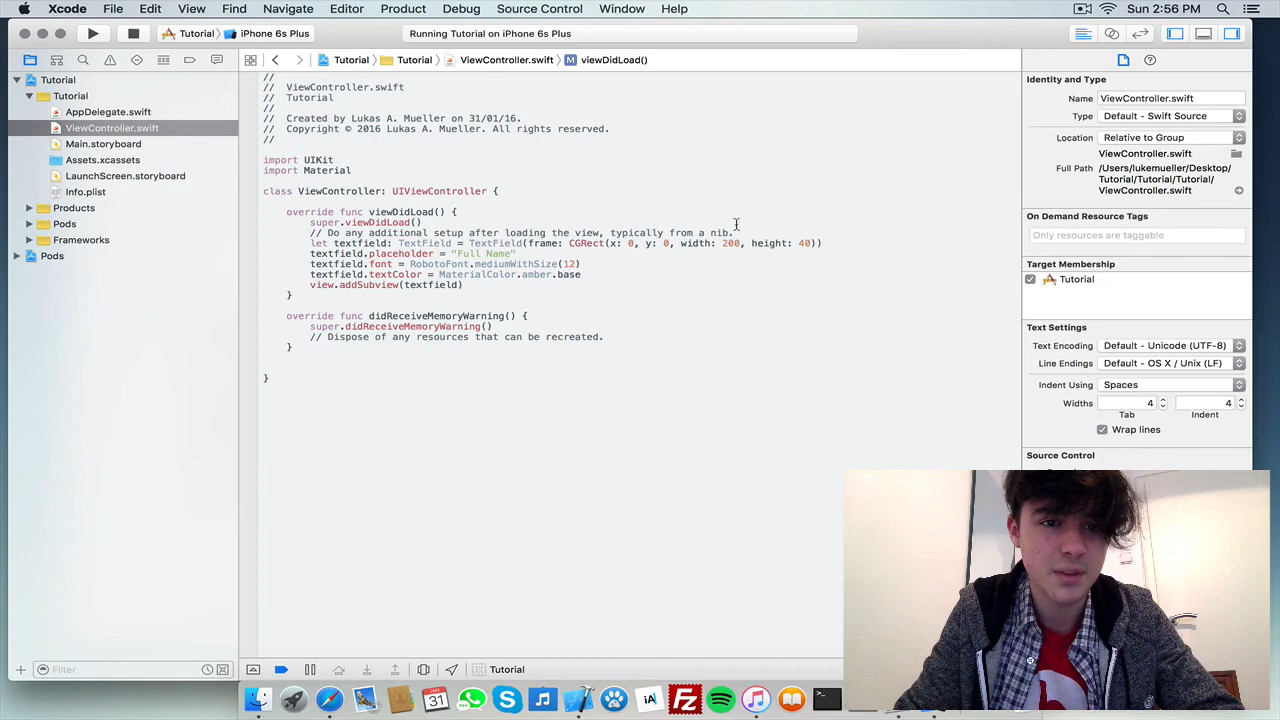 Xcode File Edit View Find Navigate Editor Product Debug Source Control Window Help Sun 2:56 PM
Tutorial iPhone 6s Plus Running Tutorial on iPhone 6s Plus
Tutorial Tutorial ViewController.swift M viewDidLoad()
Tutorial
Tutorial
AppDelegate.swift
ViewController.swift
Main.storyboard
Assets.xcassets
LaunchScreen.storyboard
Info.plist
Products
Pods
Frameworks
Pods
Filter
//
// ViewController.swift
// Tutorial
//
// Created by Lukas A. Mueller on 31/01/16.
// Copyright © 2016 Lukas A. Mueller. All rights reserved.
//
import UIKit
import Material
class ViewController: UIViewController {
override func viewDidLoad() {
super.viewDidLoad()
// Do any additional setup after loading the view, typically from a nib.
let textfield: TextField = TextField(frame: CGRect(x: 0, y: 0, width: 200, height: 40))
textfield.placeholder = "Full Name"
textfield.font = RobotoFont.mediumWithSize(12)
textfield.textColor = MaterialColor.amber.base
view.addSubview(textfield)
}
override func didReceiveMemoryWarning() {
super.didReceiveMemoryWarning()
// Dispose of any resources that can be recreated.
}
}
Tutorial
Identity and Type
Name ViewController.swift
Type Default - Swift Source
Location Relative to Group
ViewController.swift
Full Path /Users/lukemueller/Desktop/
Tutorial/Tutorial/Tutorial/
ViewController.swift
On Demand Resource Tags
Only resources are taggable
Target Membership
Tutorial
Text Settings
Text Encoding Default - Unicode (UTF-8)
Line Endings Default - OS X / Unix (LF)
Indent Using Spaces
Widths 4 4
Tab Indent
Wrap lines
Source Control
31
iA
Fz